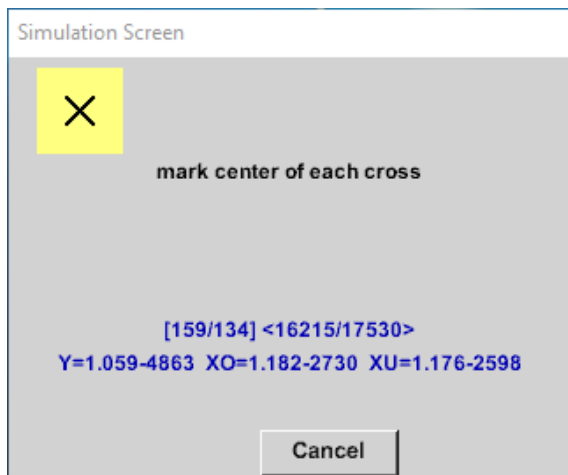 Simulation Screen
mark center of each cross
[159/134] <16215/17530>
Y=1.059-4863 XO=1.182-2730 XU=1.176-2598
Cancel